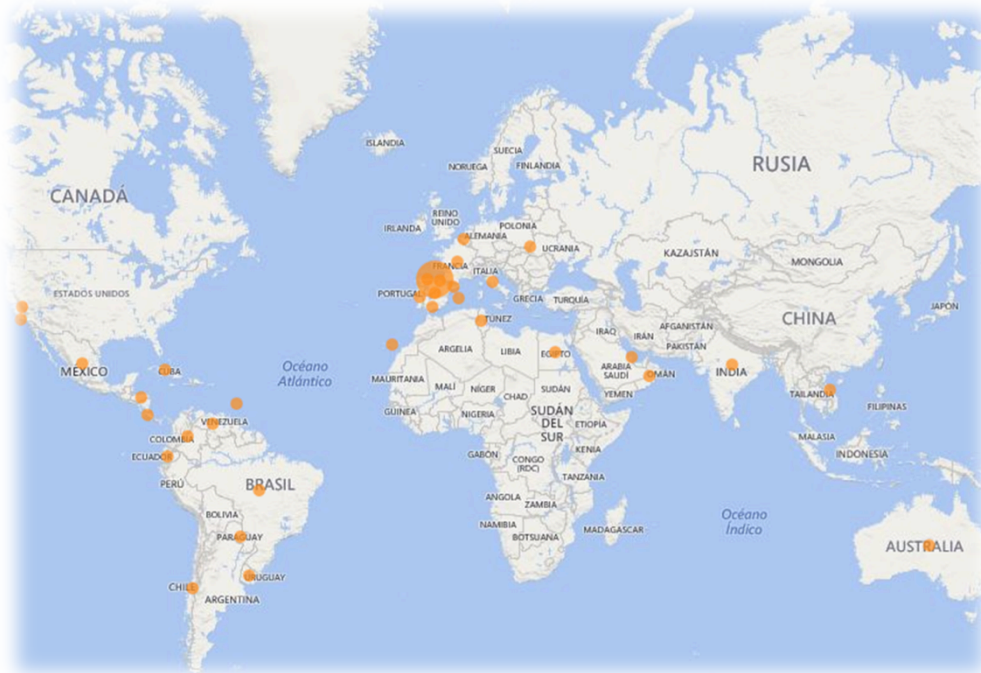 ISLANDIA
SUECIA
NORUEGA
FINLANDIA
RUSIA
CANADÁ
REINO
UNIDO
IRLANDA
POLONIA
ALEMANIA
UCRANIA
KAZAJSTÁN
MONGOLIA
FRANCIA
ITALIA
ESTADOS UNIDOS
PORTUGAL
GRECIA
TURQUÍA
JAPÓN
CHINA
TÚNEZ
AFGANISTÁN
IRAQ
IRÁN
PAKISTÁN
ARGELIA
LIBIA
EGIPTO
Océano
Atlántico
MÉXICO
CUBA
ARABIA
SAUDÍ
OMÁN
INDIA
MAURITANIA
MALÍ
NÍGER
CHAD
SUDÁN
YEMEN
TAILANDIA
GUINEA
NIGERIA
SUDÁN
DEL
SUR
ETIOPÍA
FILIPINAS
VENEZUELA
COLOMBIA
MALASIA
ECUADOR
GABÓN
CONGO
(RDC)
KENIA
INDONESIA
PERÚ
BRASIL
TANZANIA
ANGOLA
ZAMBIA
BOLIVIA
Océano
Índico
NAMIBIA
BOTSUANA
MADAGASCAR
PARAGUAY
AUSTRALIA
URUGUAY
CHILE
ARGENTINA